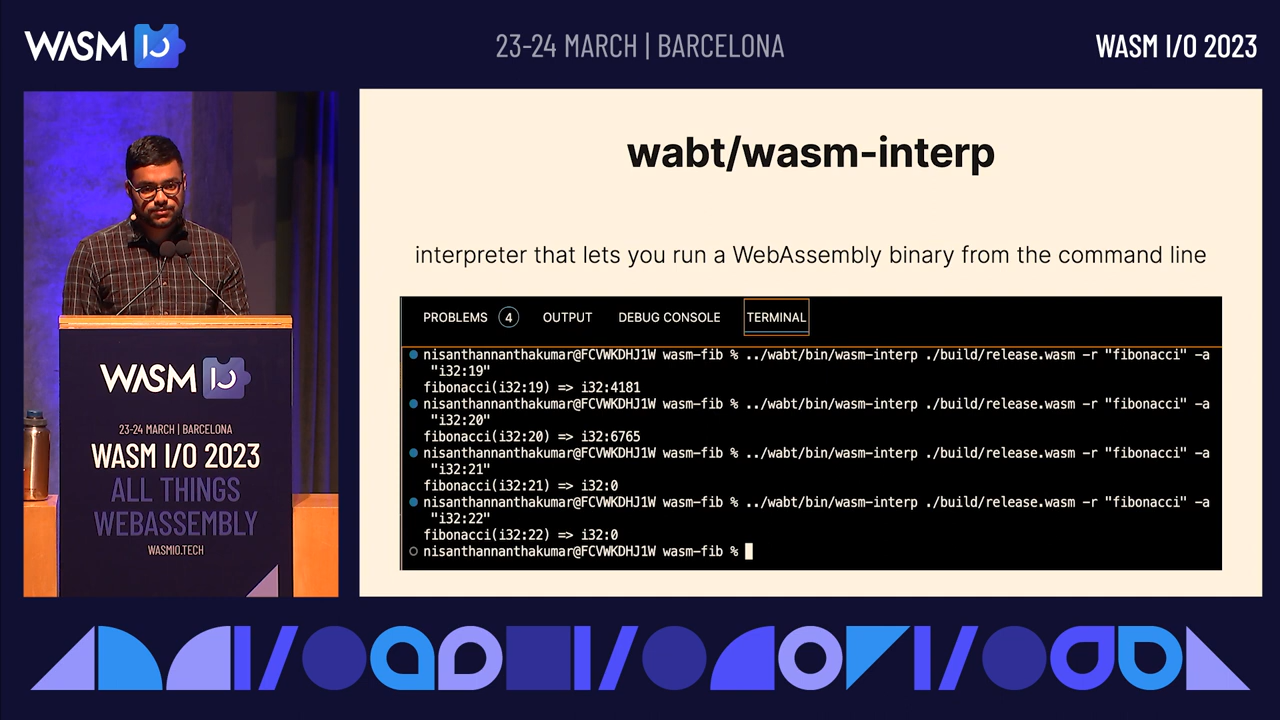 WASM IO
23-24 MARCH | BARCELONA
WASM I/O 2023
wabt/wasm-interp
interpreter that lets you run a WebAssembly binary from the command line
PROBLEMS 4 OUTPUT DEBUG CONSOLE TERMINAL
nisanthannanthakumar@FCVWKDHJ1W wasm-fib % ../wabt/bin/wasm-interp ./build/release.wasm -r "fibonacci" -a
"i32:19"
fibonacci(i32:19) => i32:4181
nisanthannanthakumar@FCVWKDHJ1W wasm-fib % ../wabt/bin/wasm-interp ./build/release.wasm -r "fibonacci" -a
"i32:20"
fibonacci(i32:20) => i32:6765
nisanthannanthakumar@FCVWKDHJ1W wasm-fib % ../wabt/bin/wasm-interp ./build/release.wasm -r "fibonacci" -a
"i32:21"
fibonacci(i32:21) => i32:0
nisanthannanthakumar@FCVWKDHJ1W wasm-fib % ../wabt/bin/wasm-interp ./build/release.wasm -r "fibonacci" -a
"i32:22"
fibonacci(i32:22) => i32:0
nisanthannanthakumar@FCVWKDHJ1W wasm-fib %
WASM IO
23-24 MARCH | BARCELONA
WASM I/O 2023
ALL THINGS
WEBASSEMBLY
WASMIO.TECH